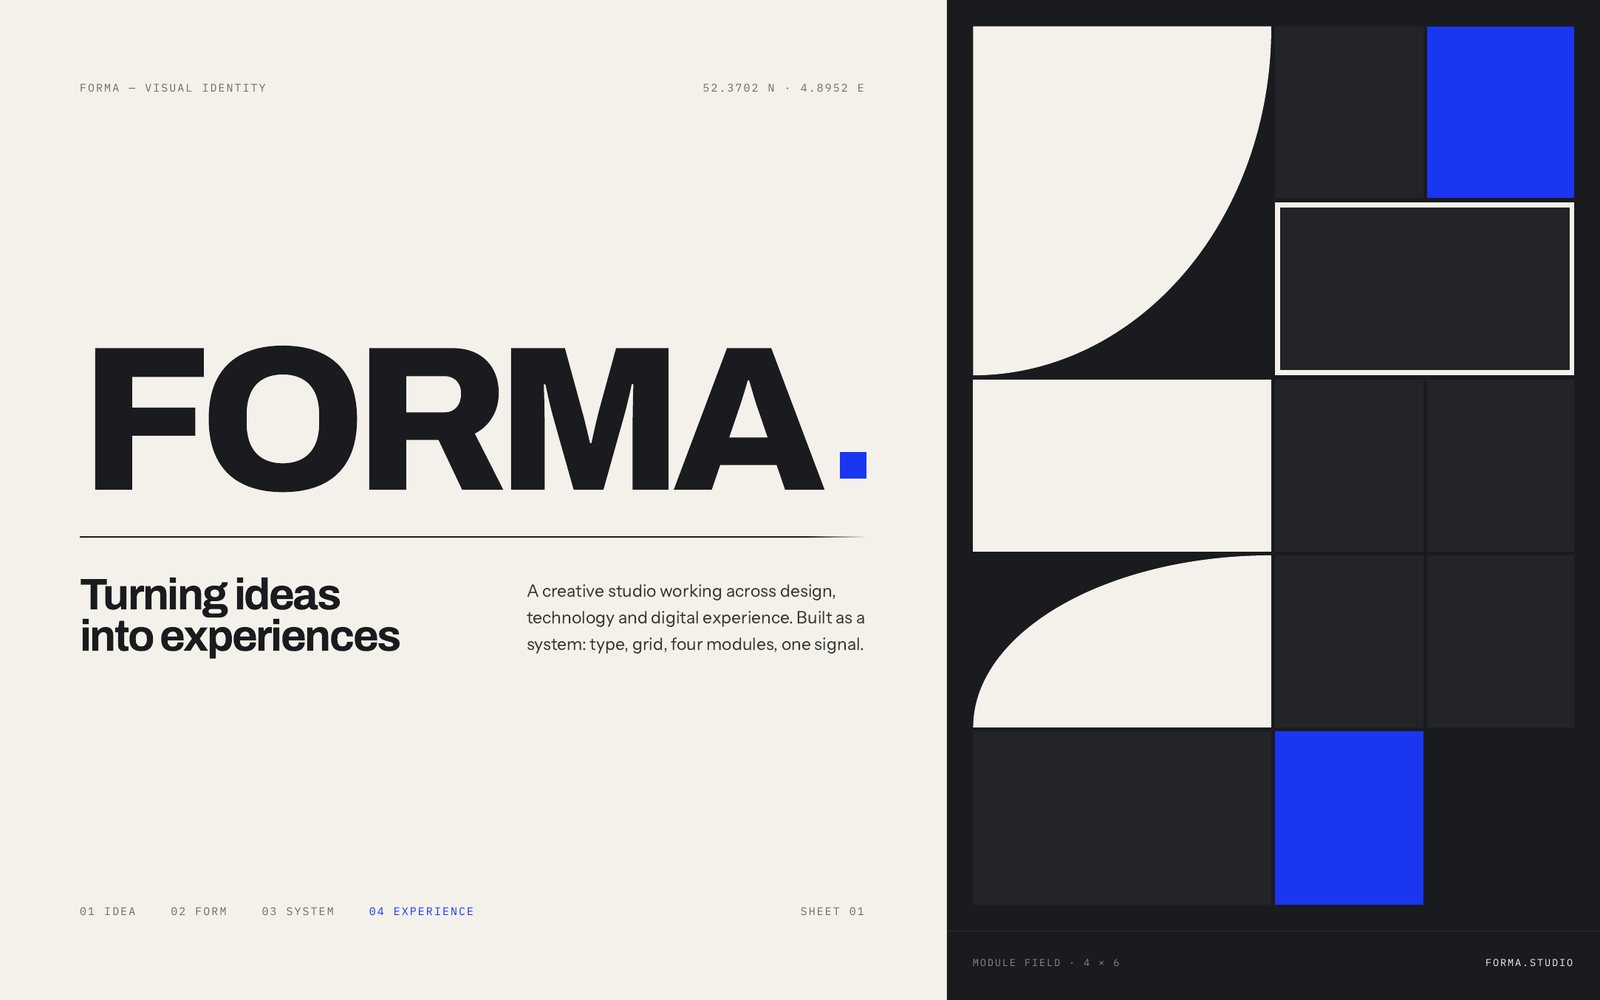 FORMA — VISUAL IDENTITY
52.3702 N · 4.8952 E
FORMA.
Turning ideas
into experiences
A creative studio working across design,
technology and digital experience. Built as a
system: type, grid, four modules, one signal.
01 IDEA 02 FORM 03 SYSTEM 04 EXPERIENCE
SHEET 01
MODULE FIELD · 4 × 6
FORMA.STUDIO